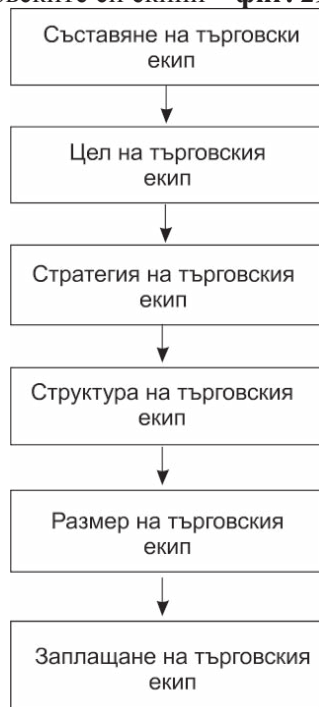 Съставяне на търговски
екип
Цел на търговския
екип
Стратегия на търговския
екип
Структура на търговския
екип
Размер на търговския
екип
Заплащане на търговския
екип